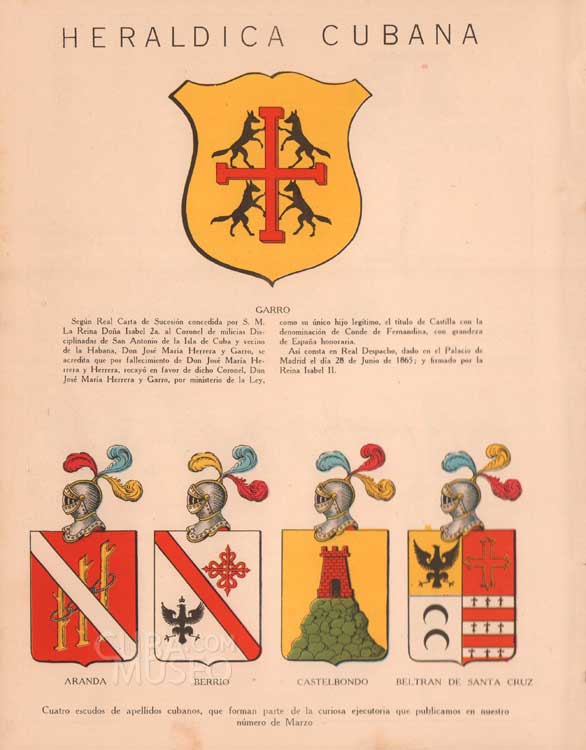 HERALDICA CUBANA
GARRO
Según Real Carta de Sucesión concedida por S. M.
La Reina Doña Isabel 2a. al Coronel de milicias Dis-
ciplinadas de San Antonio de la Isla de Cuba y vecino
de la Habana, Don José Maria Herrera y Garro, se
acredita que por fallecimiento de Don José María He-
rrera y Herrera, recayó en favor de dicho Coronel, Don
José María Herrera y Garro, por ministerio de la Ley,
como su único hijo legítimo, el título de Castilla con la
denominación de Conde de Fernandina, con grandeza
de España honoraria.
Así consta en Real Despacho, dado en el Palacio de
Madrid el día 28 de Junio de 1865; y firmado por la
Reina Isabel II.
CUBA.COM
MUSEO
ARANDA
BERRIO
CASTELBONDO
BELTRAN DE SANTA CRUZ
Cuatro escudos de apellidos cubanos, que forman parte de la curiosa ejecutoria que publicamos en nuestro
número de Marzo